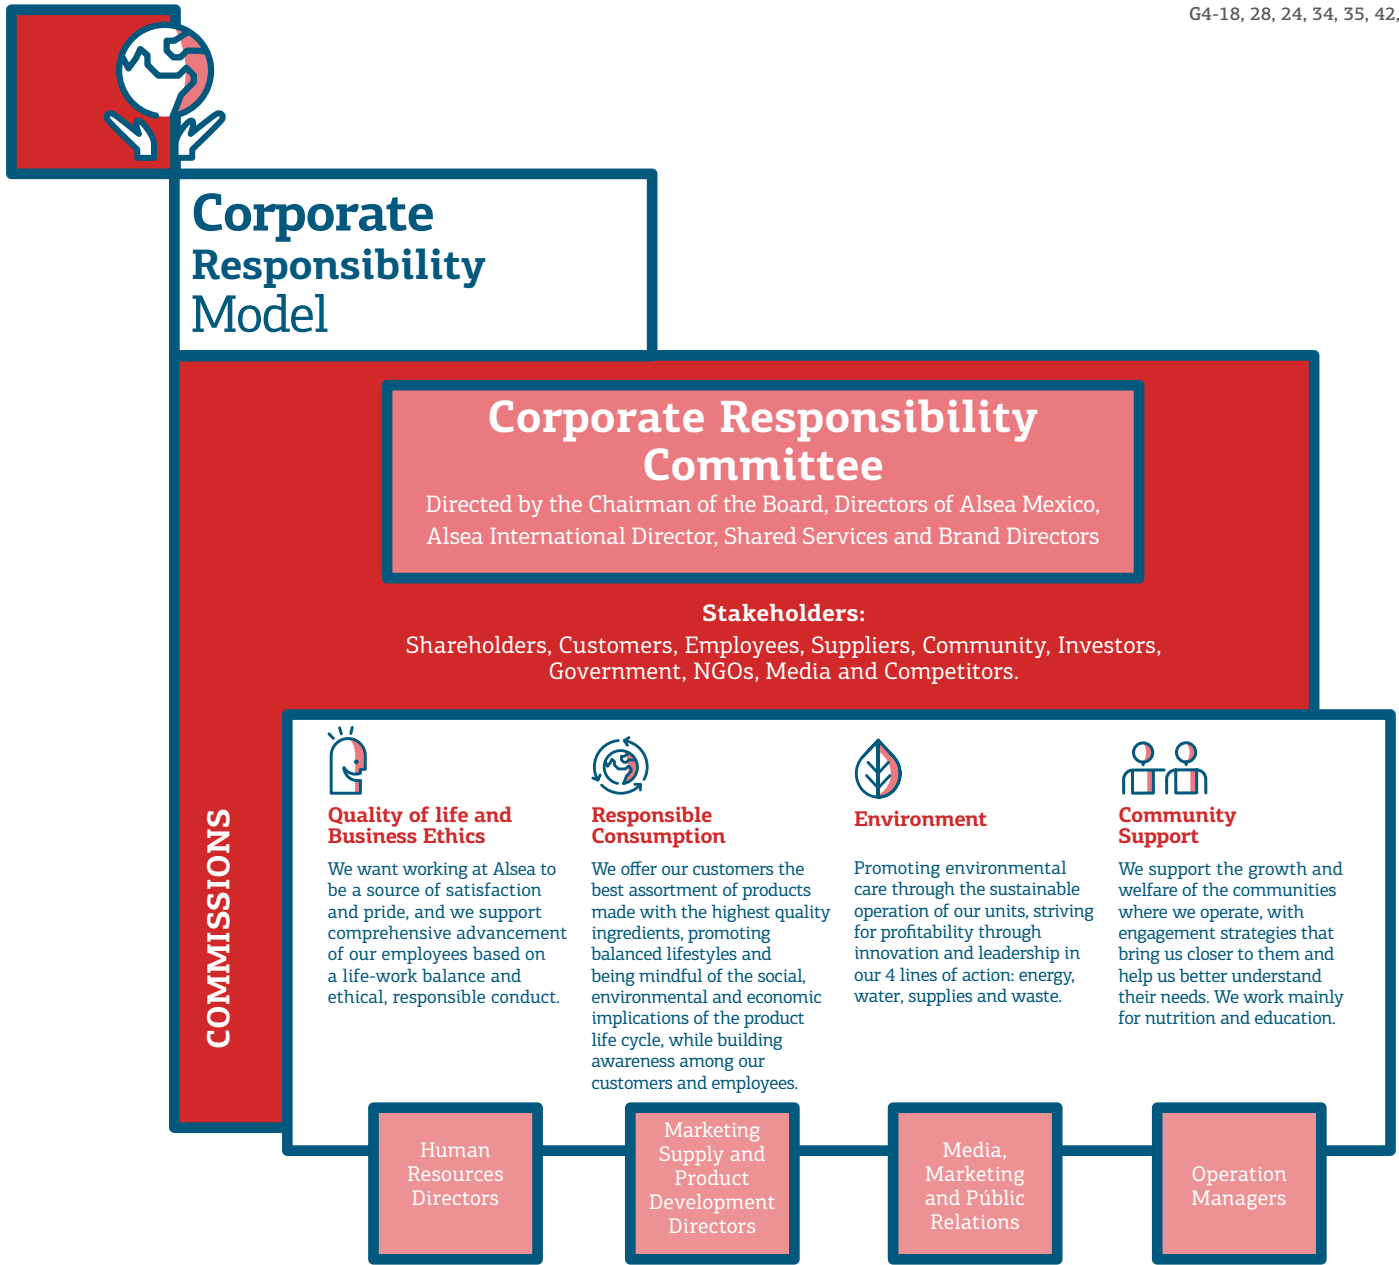 G4-18, 28, 24, 34, 35, 42,
Corporate
Responsibility
Model
Corporate Responsibility
Committee
Directed by the Chairman of the Board, Directors of Alsea Mexico,
Alsea International Director, Shared Services and Brand Directors
Stakeholders:
Shareholders, Customers, Employees, Suppliers, Community, Investors,
Government, NGOs, Media and Competitors.
COMMISSIONS
Quality of life and
Business Ethics
We want working at Alsea to
be a source of satisfaction
and pride, and we support
comprehensive advancement
of our employees based on
a life-work balance and
ethical, responsible conduct.
Responsible
Consumption
We offer our customers the
best assortment of products
made with the highest quality
ingredients, promoting
balanced lifestyles and
being mindful of the social,
environmental and economic
implications of the product
life cycle, while building
awareness among our
customers and employees.
Environment
Promoting environmental
care through the sustainable
operation of our units, striving
for profitability through
innovation and leadership in
our 4 lines of action: energy,
water, supplies and waste.
Community
Support
We support the growth and
welfare of the communities
where we operate, with
engagement strategies that
bring us closer to them and
help us better understand
their needs. We work mainly
for nutrition and education.
Human
Resources
Directors
Marketing
Supply and
Product
Development
Directors
Media,
Marketing
and Públic
Relations
Operation
Managers